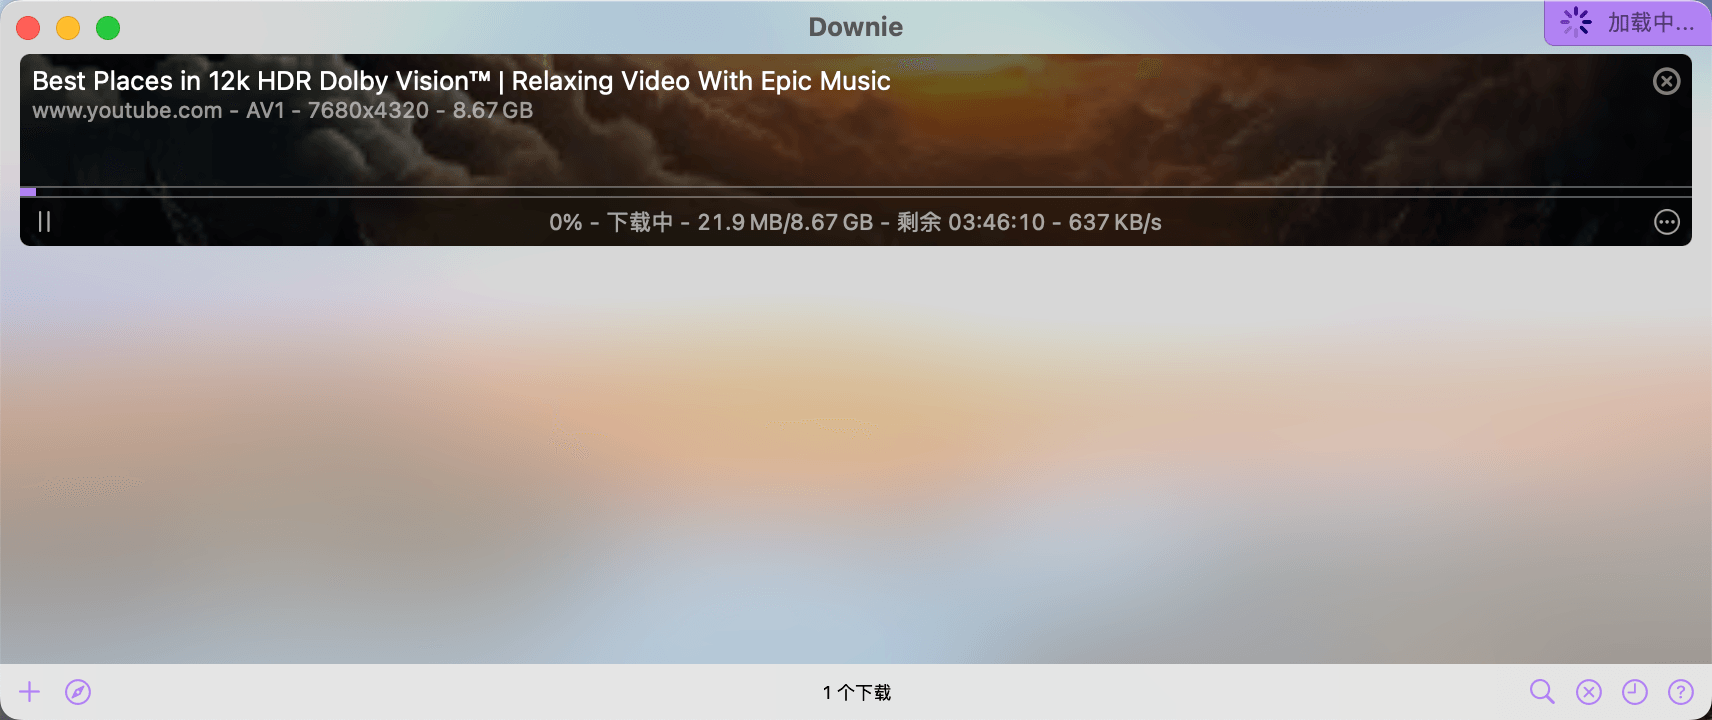 Downie
加载中...
Best Places in 12k HDR Dolby Vision™ | Relaxing Video With Epic Music
www.youtube.com - AV1 - 7680x4320 - 8.67 GB
0% - 下载中 - 21.9 MB/8.67 GB - 剩余 03:46:10 - 637 KB/s
1 个下载